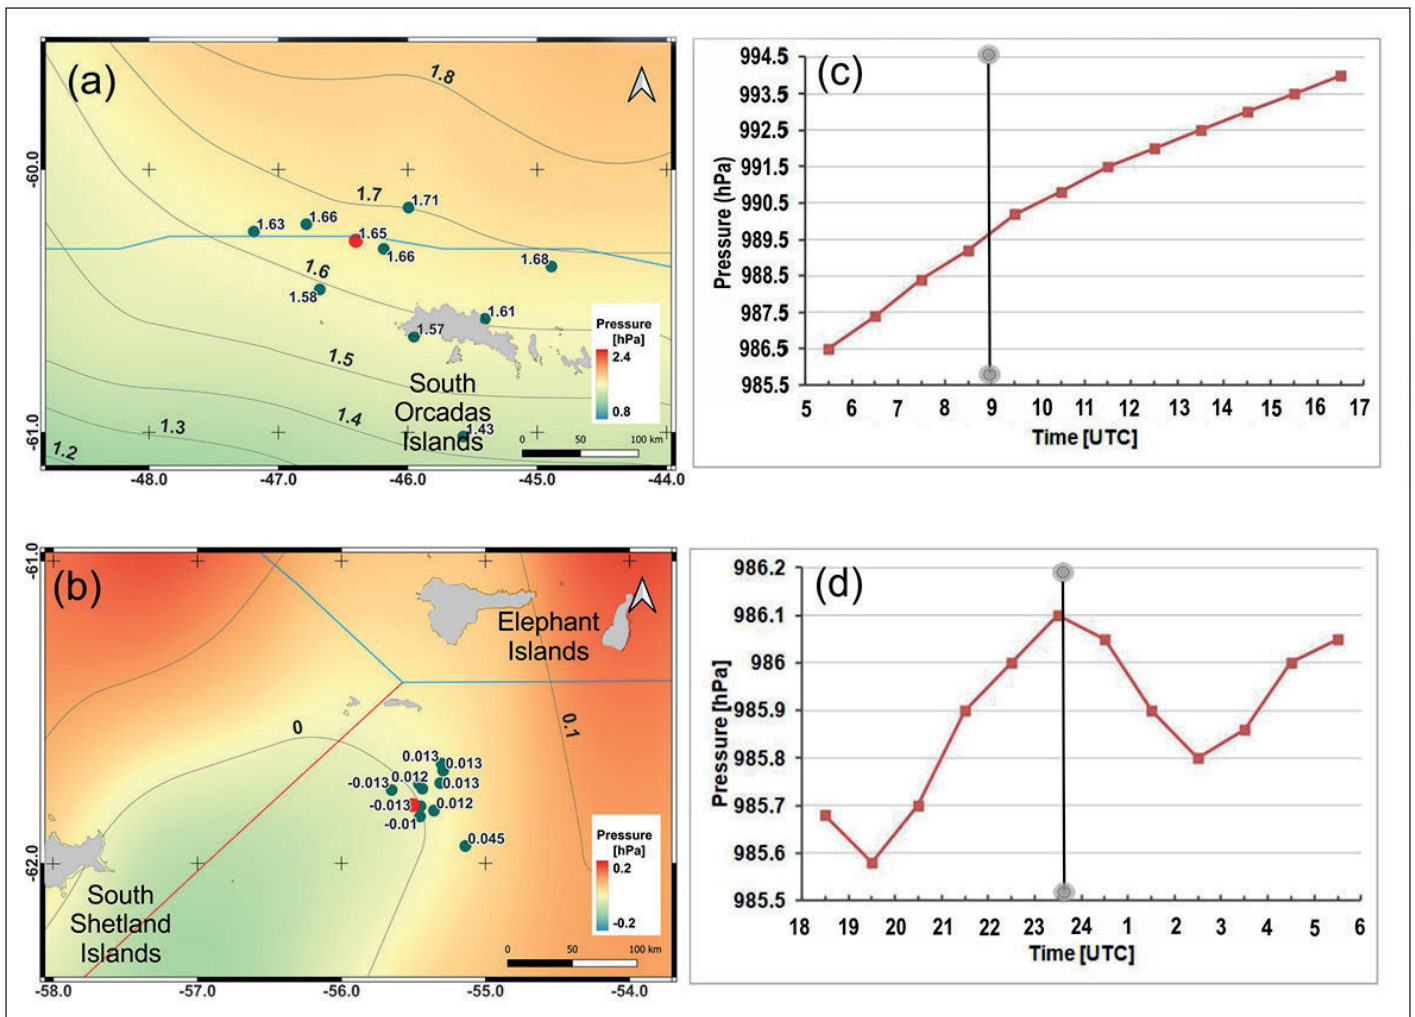 (a)
1.8
-60.0
1.7
1.71
1.63
1.66
1.65
1.66
1.68
1.6
1.58
1.61
1.57
Pressure
[hPa]
2.4
0.8
1.5
South
Orcadas
Islands
1.4
1.43
1.3
1.2
-61.0
0 50 100 km
-48.0 -47.0 -46.0 -45.0 -44.0
(c)
994.5
993.5
992.5
991.5
990.5
989.5
988.5
987.5
986.5
985.5
Pressure (hPa)
5 6 7 8 9 10 11 12 13 14 15 16 17
Time [UTC]
-61.0
(b)
Elephant
Islands
0
0.1
0.013
0.013
-0.013
0.012
0.013
-0.013
0.012
-0.01
0.045
Pressure
[hPa]
0.2
-0.2
-62.0
South
Shetland
Islands
0 50 100 km
-58.0 -57.0 -56.0 -55.0 -54.0
(d)
986.2
986.1
986
985.9
985.8
985.7
985.6
985.5
Pressure [hPa]
18 19 20 21 22 23 24 1 2 3 4 5 6
Time [UTC]